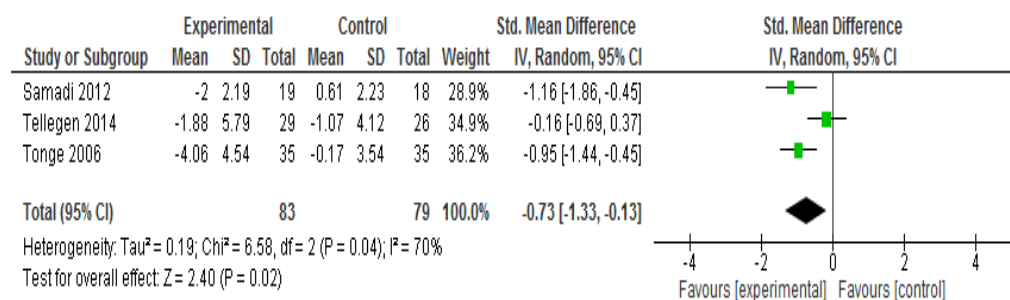 Experimental Control Std. Mean Difference Std. Mean Difference
Study or Subgroup Mean SD Total Mean SD Total Weight IV, Random, 95% CI IV, Random, 95% CI
Samadi 2012 -2 2.19 19 0.61 2.23 18 28.9% -1.16 [-1.86, -0.45]
Tellegen 2014 -1.88 5.79 29 -1.07 4.12 26 34.9% -0.16 [-0.69, 0.37]
Tonge 2006 -4.06 4.54 35 -0.17 3.54 35 36.2% -0.95 [-1.44, -0.45]
Total (95% CI) 83 79 100.0% -0.73 [-1.33, -0.13]
Heterogeneity: Tau² = 0.19; Chi² = 6.58, df = 2 (P = 0.04); I² = 70%
Test for overall effect: Z = 2.40 (P = 0.02)
-4 -2 0 2 4
Favours [experimental] Favours [control]